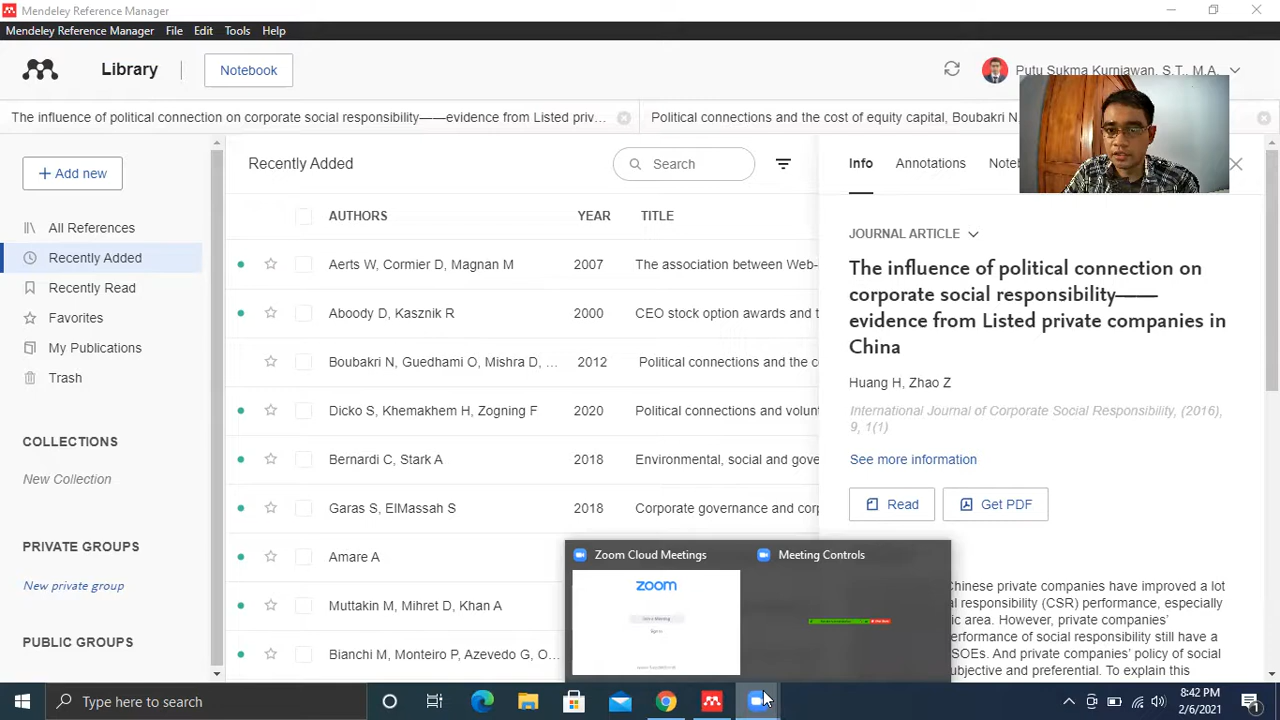 Mendeley Reference Manager
Mendeley Reference Manager File Edit Tools Help
Library Notebook Putu Sukma Kurniawan, S.T., M.A.
The influence of political connection on corporate social responsibility——evidence from Listed priv... Political connections and the cost of equity capital, Boubakri N.
+ Add new
All References
Recently Added
Recently Read
Favorites
My Publications
Trash
COLLECTIONS
New Collection
PRIVATE GROUPS
New private group
PUBLIC GROUPS
Recently Added Search
AUTHORS YEAR TITLE
Aerts W, Cormier D, Magnan M 2007 The association between Web-
Aboody D, Kasznik R 2000 CEO stock option awards and t
Boubakri N, Guedhami O, Mishra D, ... 2012 Political connections and the c
Dicko S, Khemakhem H, Zogning F 2020 Political connections and volun
Bernardi C, Stark A 2018 Environmental, social and gove
Garas S, ElMassah S 2018 Corporate governance and corp
Amare A
Muttakin M, Mihret D, Khan A
Bianchi M, Monteiro P, Azevedo G, O...
Info Annotations Noteb
JOURNAL ARTICLE
The influence of political connection on
corporate social responsibility——
evidence from Listed private companies in
China
Huang H, Zhao Z
International Journal of Corporate Social Responsibility, (2016),
9, 1(1)
See more information
Read Get PDF
Chinese private companies have improved a lot
al responsibility (CSR) performance, especially
ic area. However, private companies'
performance of social responsibility still have a
SOEs. And private companies' policy of social
subjective and preferential. To explain this
Zoom Cloud Meetings Meeting Controls
zoom
Type here to search
8:42 PM
2/6/2021
1